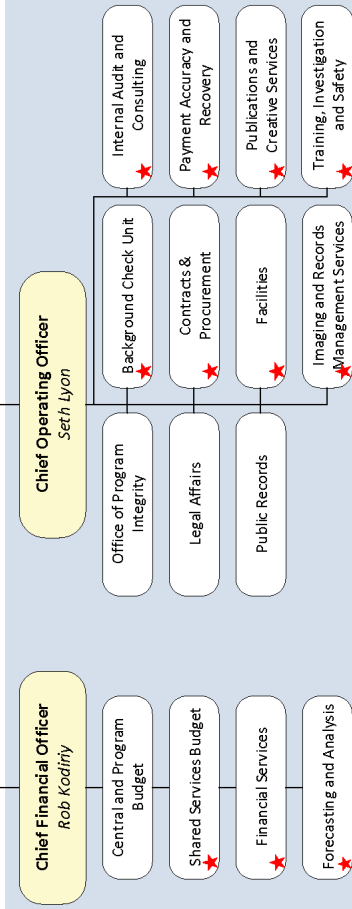 Chief Financial Officer
Rob Kodiriy
Central and Program
Budget
Shared Services Budget
Financial Services
Forecasting and Analysis
Chief Operating Officer
Seth Lyon
Office of Program
Integrity
Legal Affairs
Public Records
Background Check Unit
Contracts &
Procurement
Facilities
Imaging and Records
Management Services
Internal Audit and
Consulting
Payment Accuracy and
Recovery
Publications and
Creative Services
Training, Investigation
and Safety